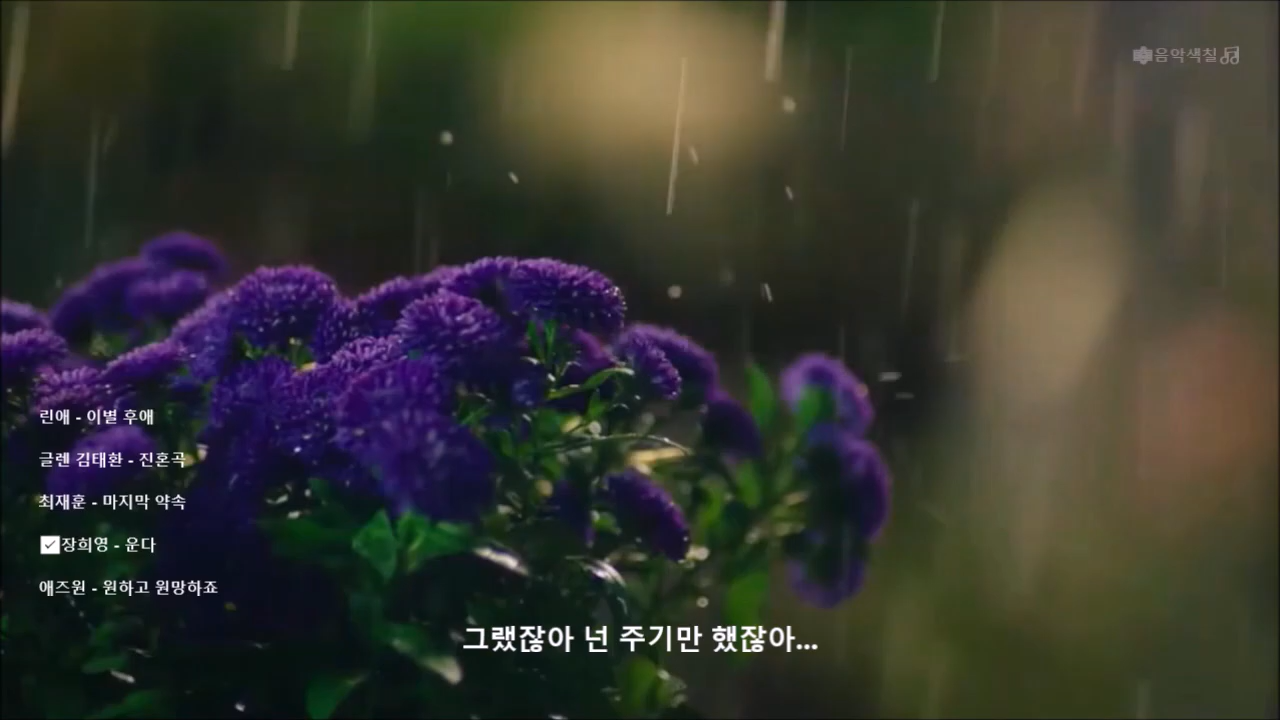 음악색칠
린애 - 이별 후애
글렌 김태환 - 진혼곡
최재훈 - 마지막 약속
장희영 - 운다
애즈원 - 원하고 원망하죠
그랬잖아 넌 주기만 했잖아...